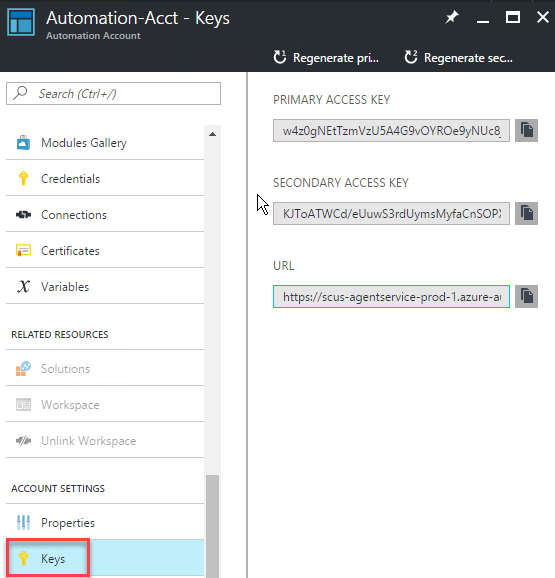 Automation-Acct - Keys
Automation Account
Regenerate pri...
Regenerate sec...
Search (Ctrl+/)
Modules Gallery
Credentials
Connections
Certificates
Variables
RELATED RESOURCES
Solutions
Workspace
Unlink Workspace
ACCOUNT SETTINGS
Properties
Keys
PRIMARY ACCESS KEY
w4z0gNEtTzmVzU5A4G9vOYROe9yNUc8
SECONDARY ACCESS KEY
KJToATWCd/eUuwS3rdUymsMyfaCnSOPX
URL
https://scus-agentservice-prod-1.azure-au